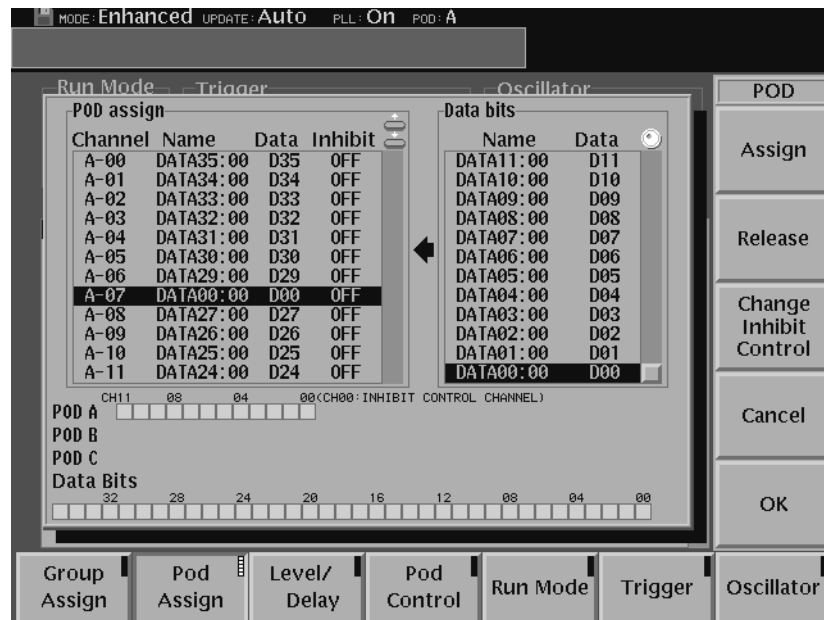 MODE: Enhanced UPDATE: Auto PLL: On POD: A
Run Mode Trigger Oscillator
POD assign
Channel Name Data Inhibit
A-00 DATA35:00 D35 OFF
A-01 DATA34:00 D34 OFF
A-02 DATA33:00 D33 OFF
A-03 DATA32:00 D32 OFF
A-04 DATA31:00 D31 OFF
A-05 DATA30:00 D30 OFF
A-06 DATA29:00 D29 OFF
A-07 DATA00:00 D00 OFF
A-08 DATA27:00 D27 OFF
A-09 DATA26:00 D26 OFF
A-10 DATA25:00 D25 OFF
A-11 DATA24:00 D24 OFF
Data bits
Name Data
DATA11:00 D11
DATA10:00 D10
DATA09:00 D09
DATA08:00 D08
DATA07:00 D07
DATA06:00 D06
DATA05:00 D05
DATA04:00 D04
DATA03:00 D03
DATA02:00 D02
DATA01:00 D01
DATA00:00 D00
CH11 08 04 00(CH00:INHIBIT CONTROL CHANNEL)
POD A
POD B
POD C
Data Bits
32 28 24 20 16 12 08 04 00
POD
Assign
Release
Change
Inhibit
Control
Cancel
OK
Group
Assign
Pod
Assign
Level/
Delay
Pod
Control
Run Mode
Trigger
Oscillator